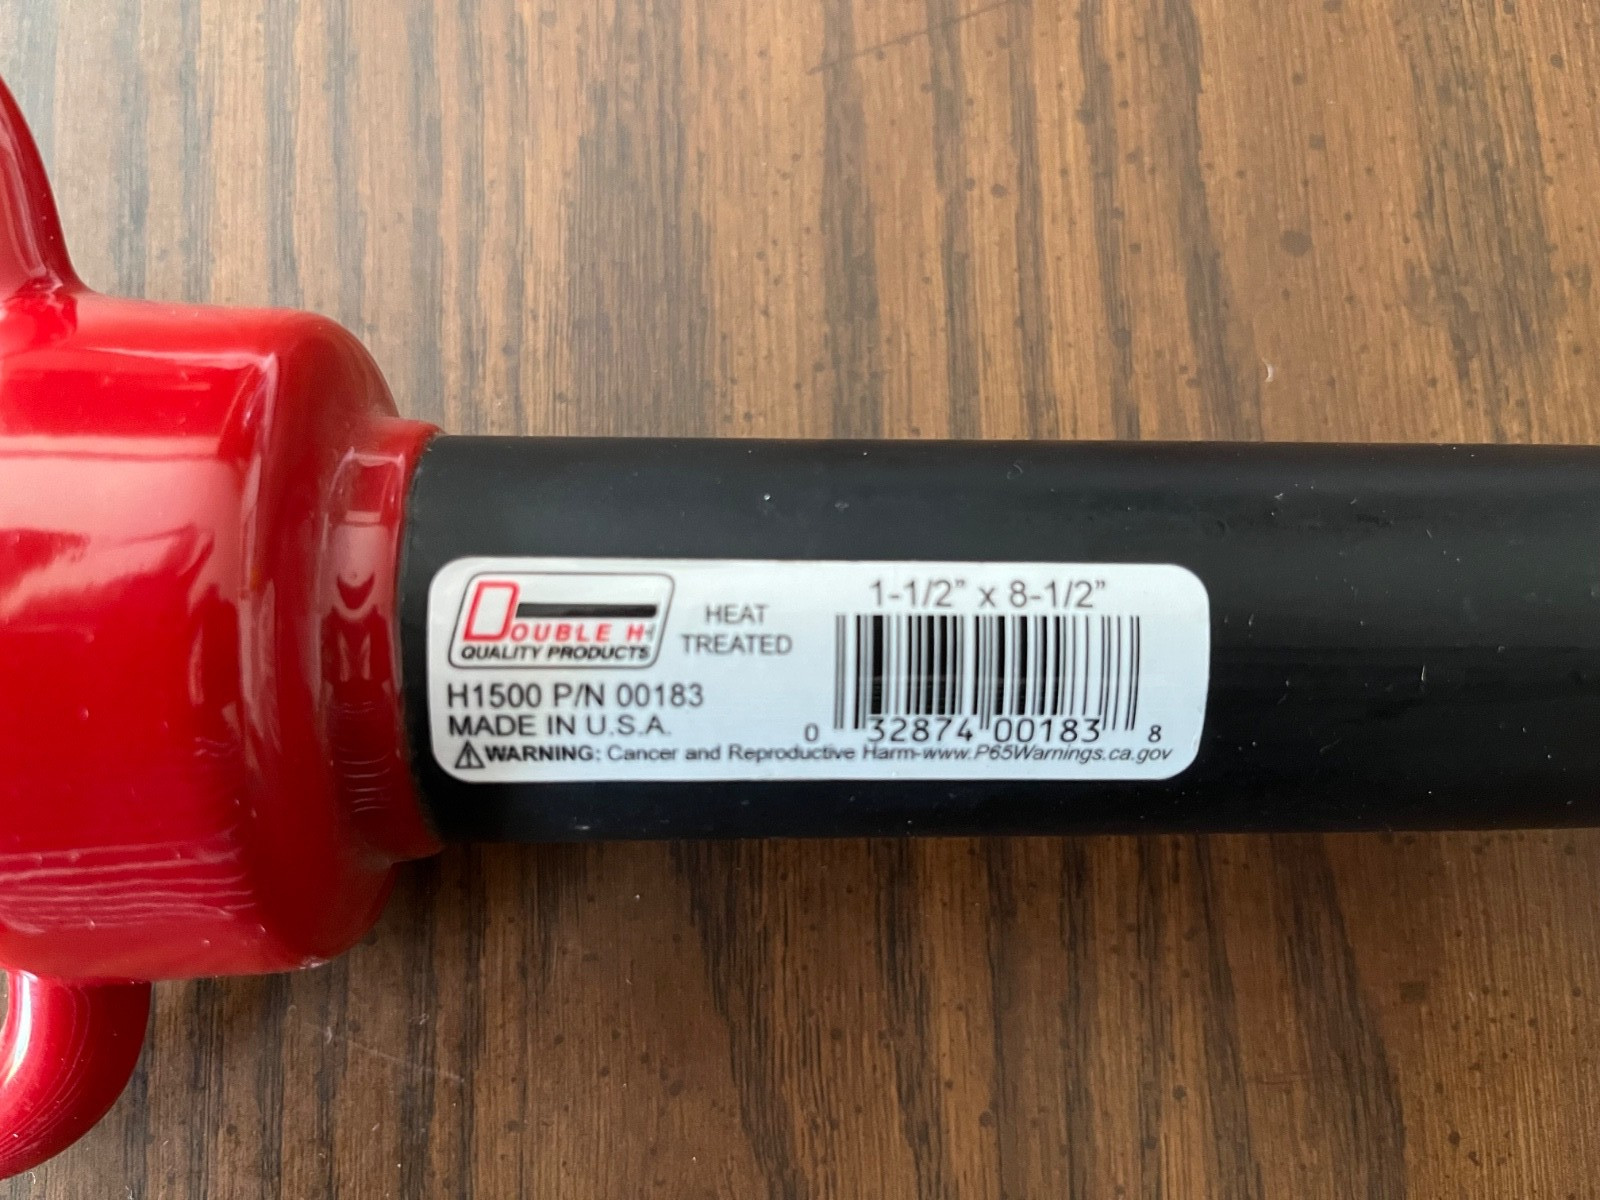 DOUBLE H
QUALITY PRODUCTS
HEAT
TREATED
H1500 P/N 00183
MADE IN U.S.A.
1-1/2” x 8-1/2”
0 32874 00183 8
WARNING: Cancer and Reproductive Harm-www.P65Warnings.ca.gov